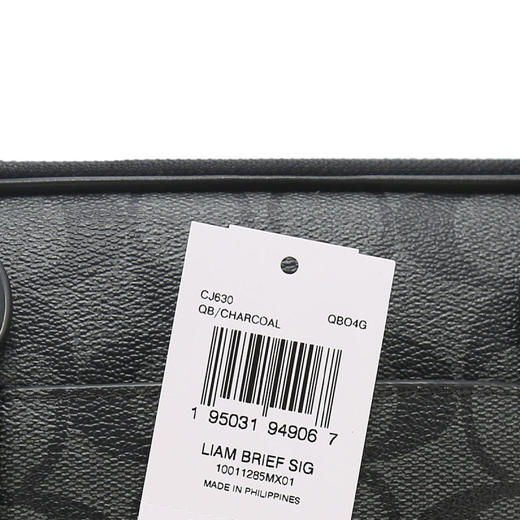 CJ630
QB/CHARCOAL QBO4G
1 95031 94906 7
LIAM BRIEF SIG
10011285MX01
MADE IN PHILIPPINES